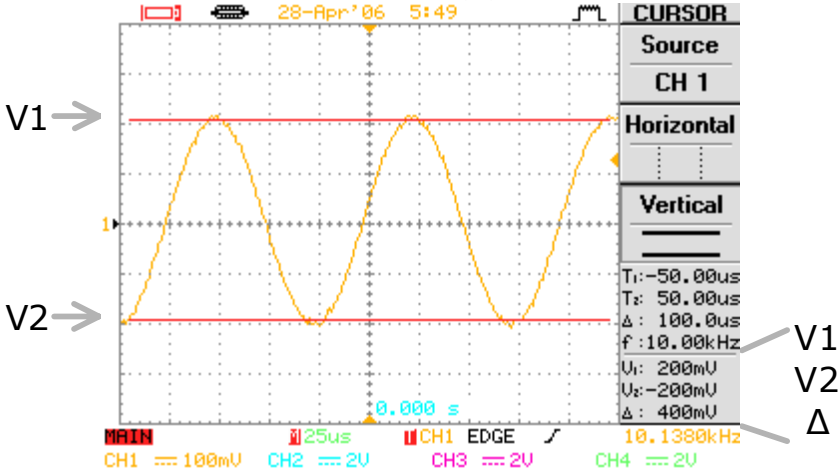 28-Apr'06 5:49
CURSOR
Source
CH 1
Horizontal
Vertical
T₁:-50.00us
T₂: 50.00us
Δ: 100.0us
f:10.00kHz
V₁: 200mV
V₂:-200mV
Δ: 400mV
V1
V2
1
0.000 s
V1
V2
Δ
MAIN M 25us T CH1 EDGE 10.1380kHz
CH1 100mV CH2 2V CH3 2V CH4 2V